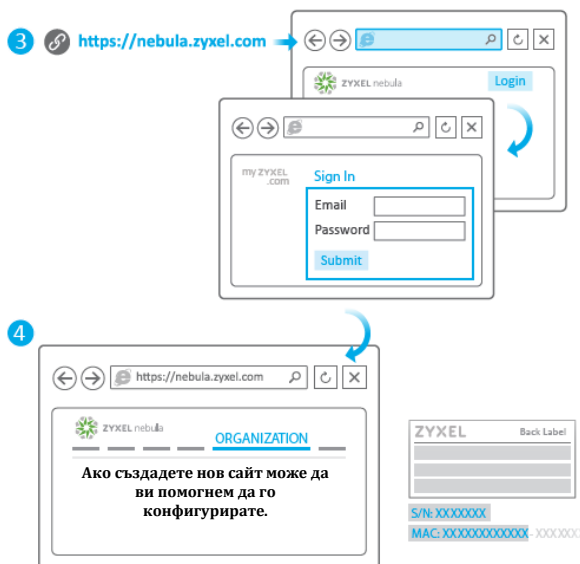 3 https://nebula.zyxel.com
ZYXEL nebula Login
my ZYXEL
.com
Sign In
Email
Password
Submit
4
https://nebula.zyxel.com
ZYXEL nebula
ORGANIZATION
Ако създадете нов сайт може да
ви помогнем да го
конфигурирате.
ZYXEL Back Label
S/N: XXXXXXX
MAC: XXXXXXXXXXXX - XXXXXX